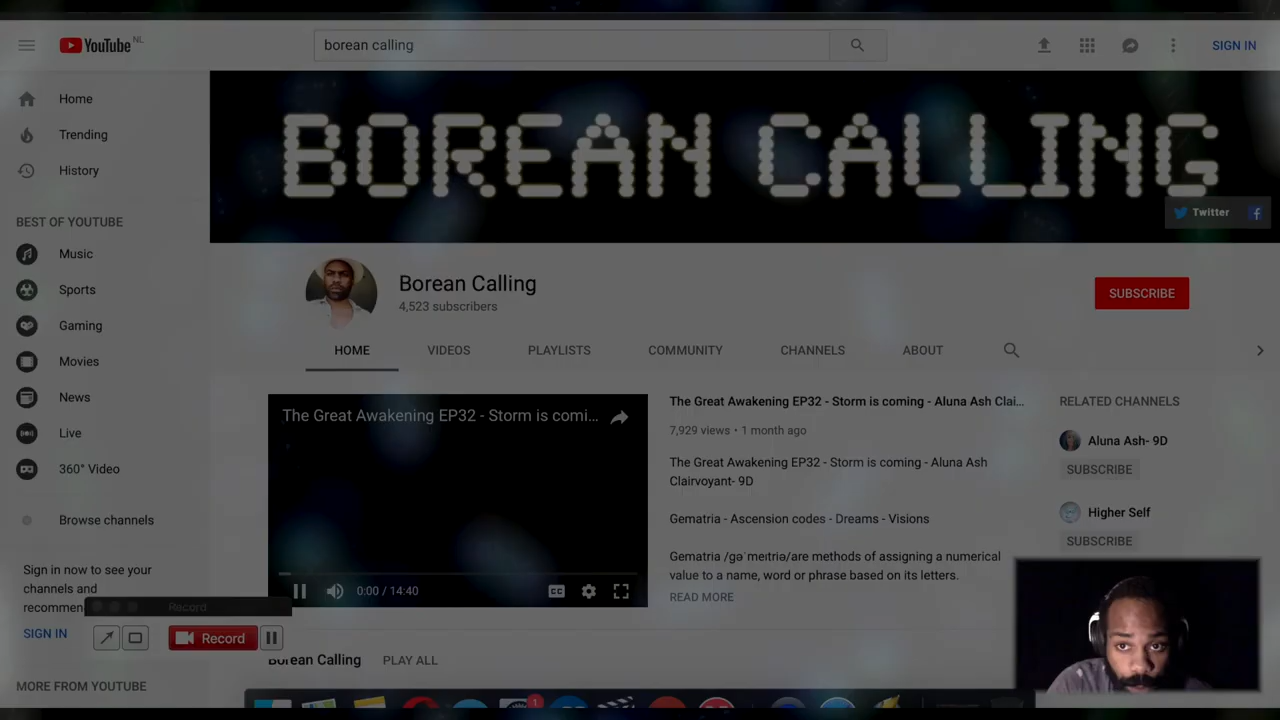 YouTube NL
borean calling
SIGN IN
Home
Trending
History
BEST OF YOUTUBE
Music
Sports
Gaming
Movies
News
Live
360° Video
Browse channels
Sign in now to see your
channels and
recommen
SIGN IN
MORE FROM YOUTUBE
Record
Record
BOREAN CALLING
Twitter
Borean Calling
4,523 subscribers
SUBSCRIBE
HOME
VIDEOS
PLAYLISTS
COMMUNITY
CHANNELS
ABOUT
The Great Awakening EP32 - Storm is comi...
0:00 / 14:40
CC
The Great Awakening EP32 - Storm is coming - Aluna Ash Clai...
7,929 views • 1 month ago
The Great Awakening EP32 - Storm is coming - Aluna Ash
Clairvoyant- 9D
Gematria - Ascension codes - Dreams - Visions
Gematria /ɡəˈmeɪtriə/are methods of assigning a numerical
value to a name, word or phrase based on its letters.
READ MORE
RELATED CHANNELS
Aluna Ash- 9D
SUBSCRIBE
Higher Self
SUBSCRIBE
Borean Calling
PLAY ALL
1